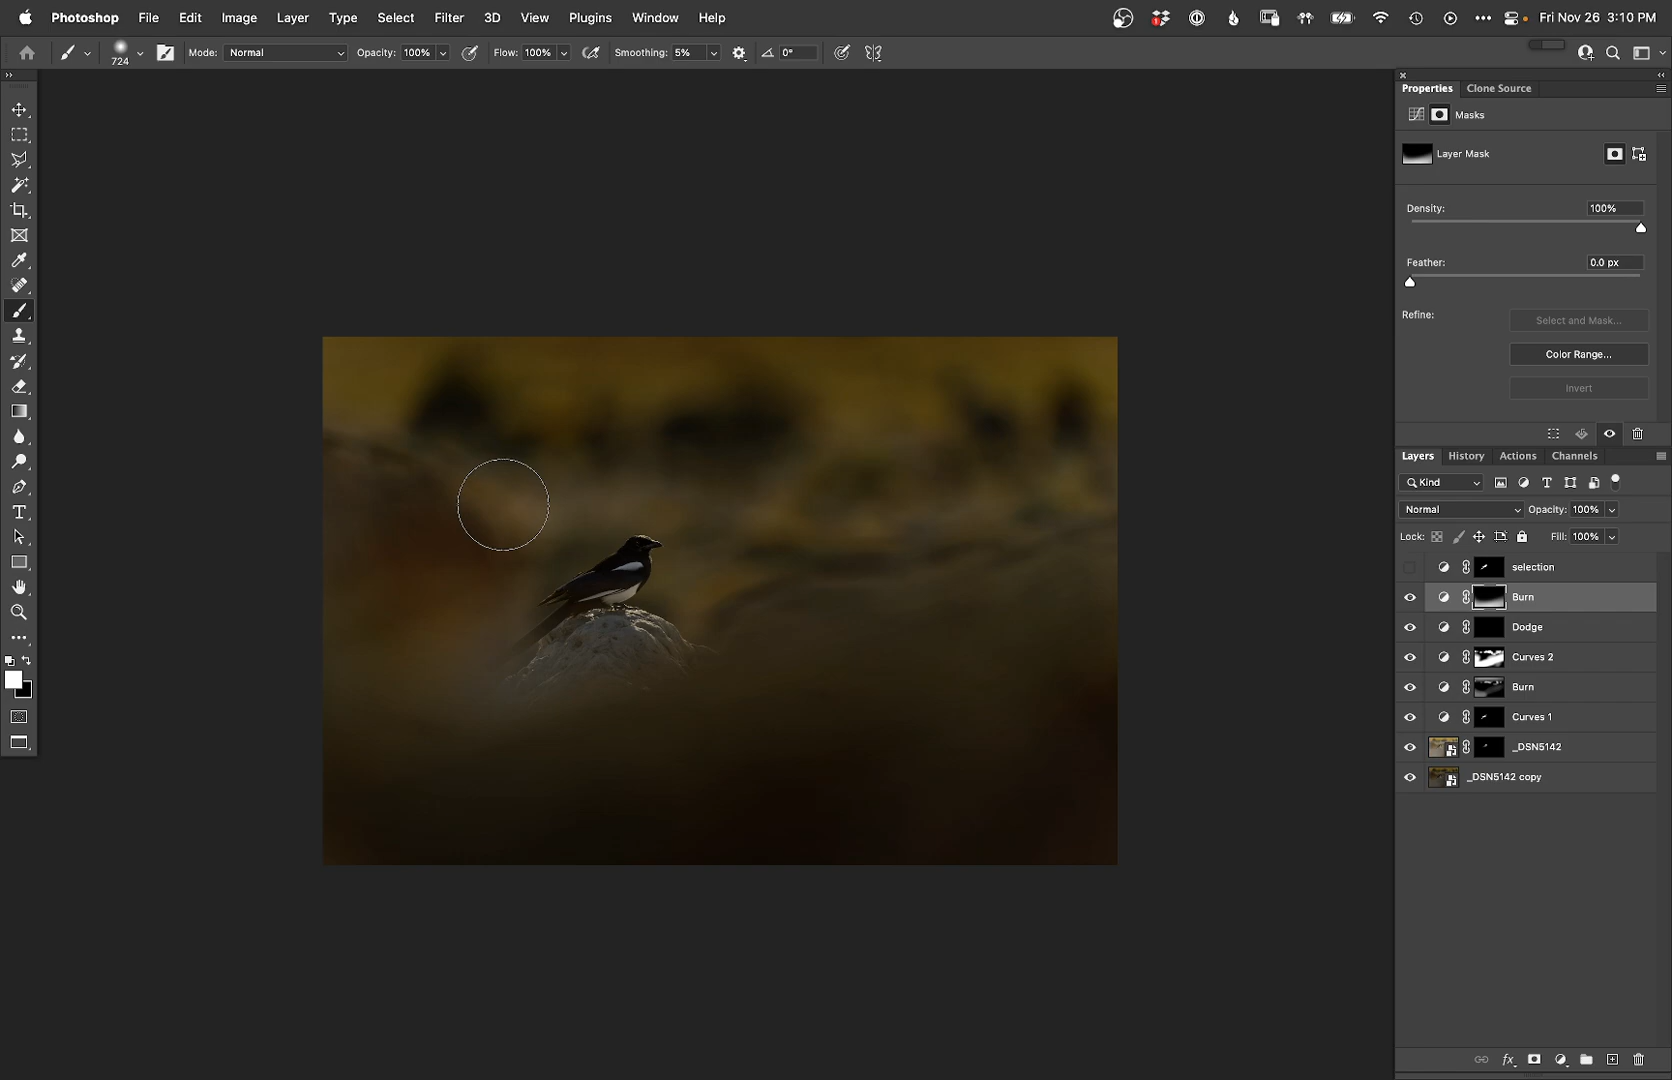 Photoshop File Edit Image Layer Type Select Filter 3D View Plugins Window Help Fri Nov 26 3:10 PM
724 Mode: Normal Opacity: 100% Flow: 100% Smoothing: 5% 0°
Properties Clone Source
Masks
Layer Mask
Density: 100%
Feather: 0.0 px
Refine: Select and Mask...
Color Range...
Invert
Layers History Actions Channels
Kind
Normal Opacity: 100%
Lock: Fill: 100%
selection
Burn
Dodge
Curves 2
Burn
Curves 1
_DSN5142
_DSN5142 copy